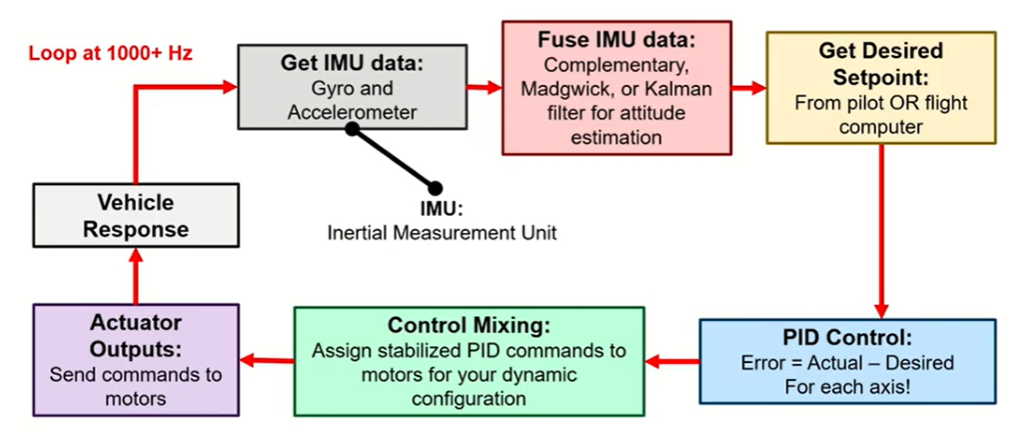 Loop at 1000+ Hz
Get IMU data:
Gyro and
Accelerometer
Fuse IMU data:
Complementary,
Madgwick, or Kalman
filter for attitude
estimation
Get Desired
Setpoint:
From pilot OR flight
computer
IMU:
Inertial Measurement Unit
Vehicle
Response
Actuator
Outputs:
Send commands to
motors
Control Mixing:
Assign stabilized PID commands to
motors for your dynamic
configuration
PID Control:
Error = Actual – Desired
For each axis!